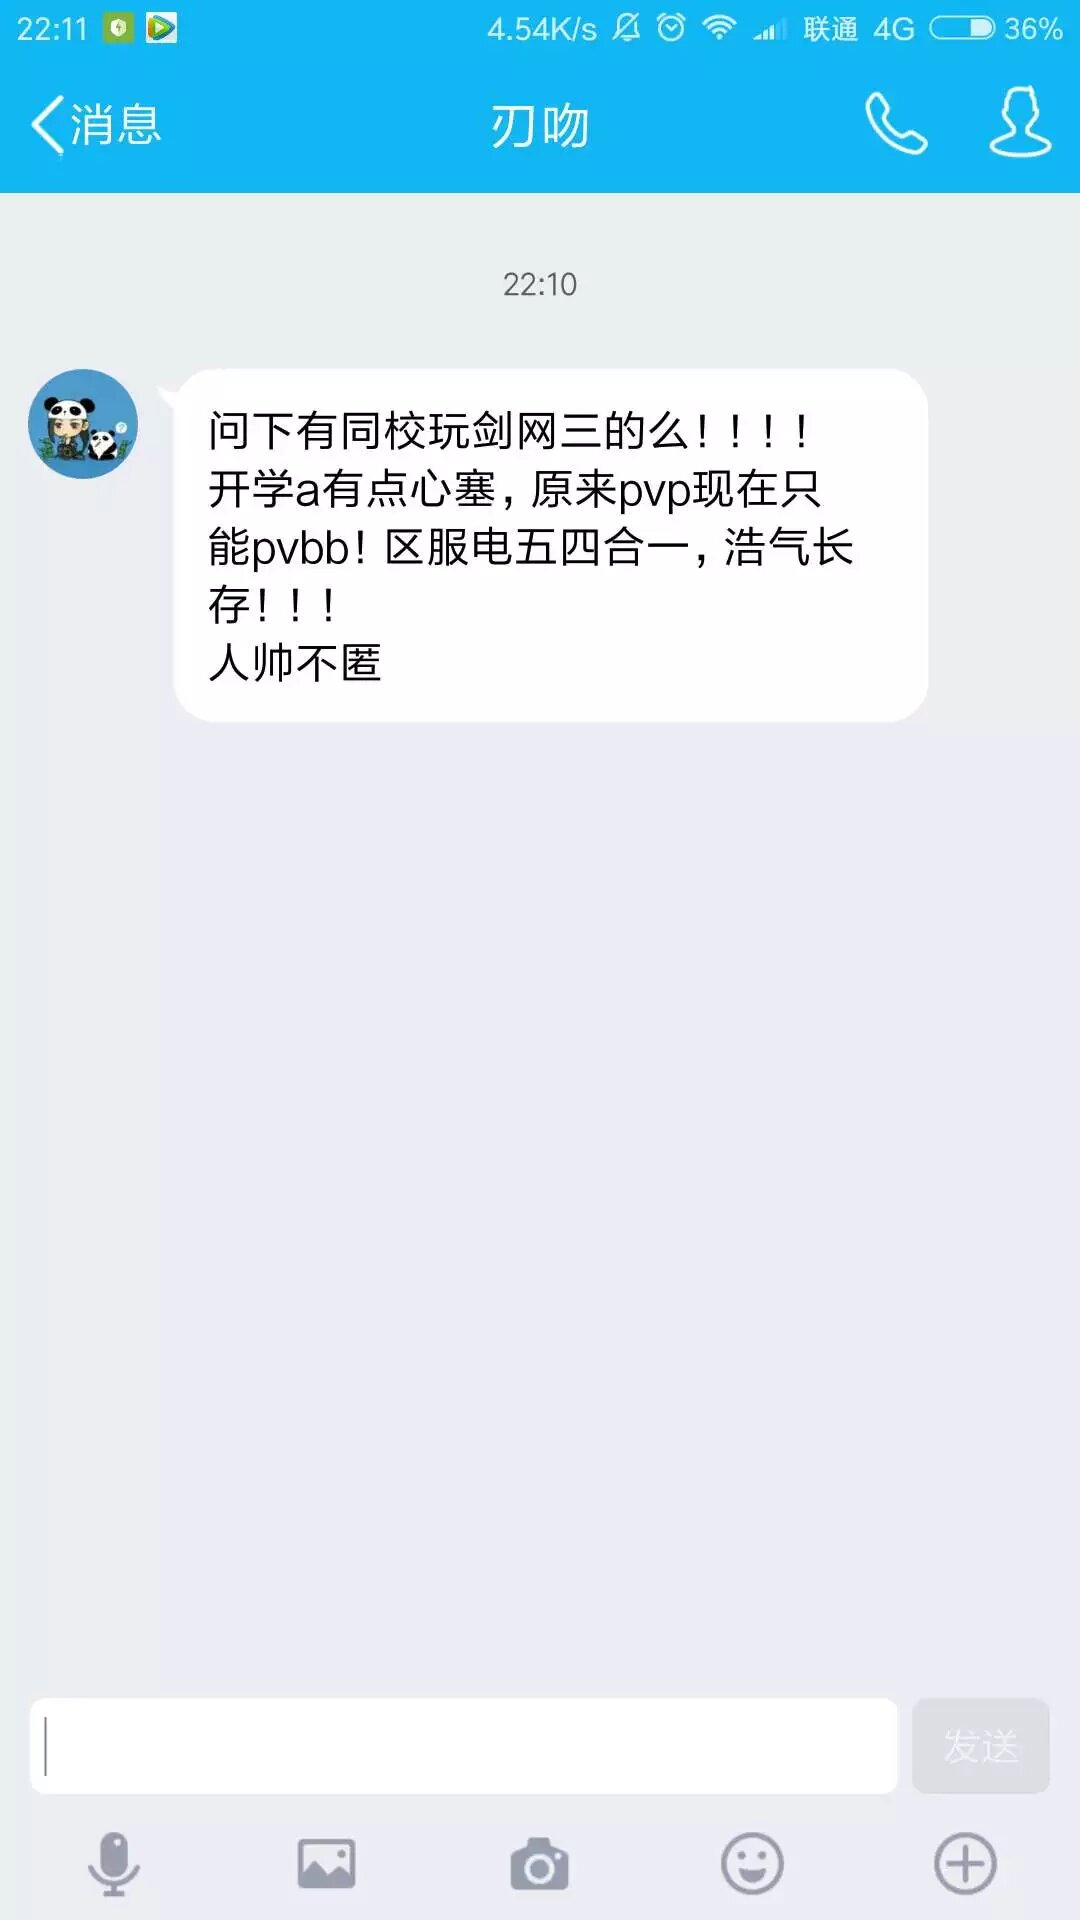 22:11 4.54K/s 联通 4G 36%
消息 刃吻
22:10
问下有同校玩剑网三的么！！！！
开学a有点心塞，原来pvp现在只
能pvbb！区服电五四合一，浩气长
存！！！
人帅不匿
发送